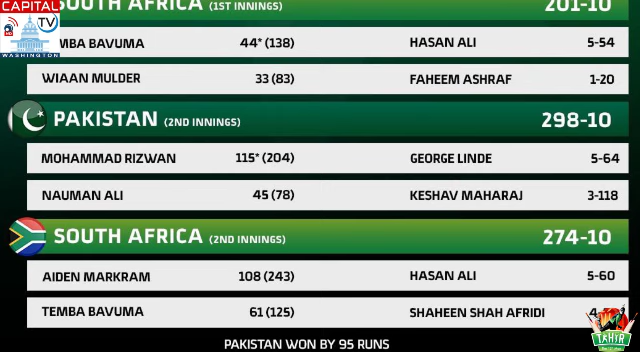 CAPITAL
TV
HD
WASHINGTON
SOUTH AFRICA (1ST INNINGS) 201-10
TEMBA BAVUMA 44* (138) HASAN ALI 5-54
WIAAN MULDER 33 (83) FAHEEM ASHRAF 1-20
PAKISTAN (2ND INNINGS) 298-10
MOHAMMAD RIZWAN 115* (204) GEORGE LINDE 5-64
NAUMAN ALI 45 (78) KESHAV MAHARAJ 3-118
SOUTH AFRICA (2ND INNINGS) 274-10
AIDEN MARKRAM 108 (243) HASAN ALI 5-60
TEMBA BAVUMA 61 (125) SHAHEEN SHAH AFRIDI
TAHIR
PAKISTAN WON BY 95 RUNS